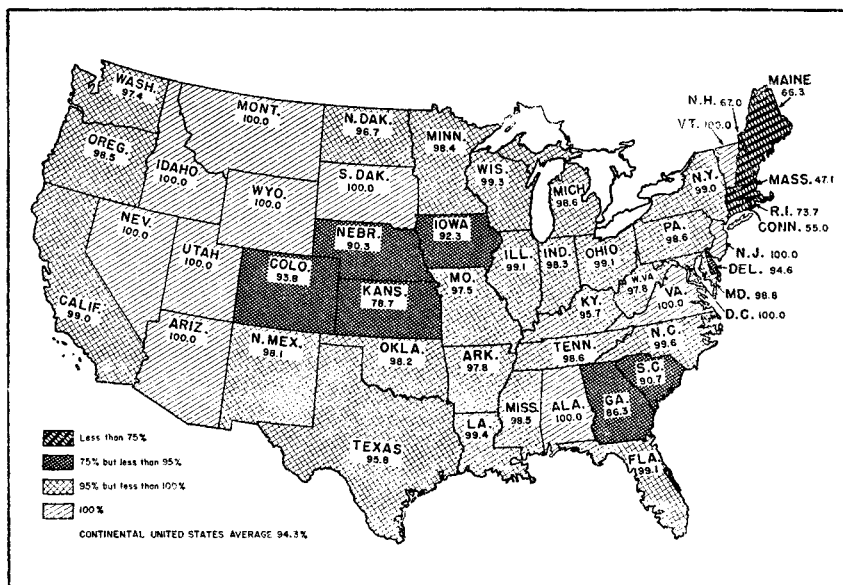 WASH.
97.4
OREG.
98.5
CALIF.
99.0
NEV.
100.0
IDAHO
100.0
MONT.
100.0
WYO.
100.0
UTAH
100.0
ARIZ.
100.0
COLO.
93.8
N. MEX.
98.1
N. DAK.
96.7
S. DAK.
100.0
NEBR.
90.3
KANS.
78.7
OKLA.
98.2
TEXAS
95.8
MINN.
98.4
IOWA
92.3
MO.
97.5
ARK.
97.8
LA.
99.4
WIS.
99.3
ILL.
99.1
MICH.
98.6
IND.
98.3
OHIO
99.1
KY.
95.7
TENN.
98.6
MISS.
98.5
ALA.
100.0
GA.
86.3
FLA.
99.1
S.C.
90.7
N.C.
99.6
VA.
100.0
W.VA
97.8
PA.
98.6
N.Y.
99.0
VT. 100.0
N.H. 67.0
MAINE
66.3
MASS. 47.1
R.I. 73.7
CONN. 55.0
N.J. 100.0
DEL. 94.6
MD. 98.8
D.C. 100.0
Less than 75%
75% but less than 95%
95% but less than 100%
100%
CONTINENTAL UNITED STATES AVERAGE 94.3%